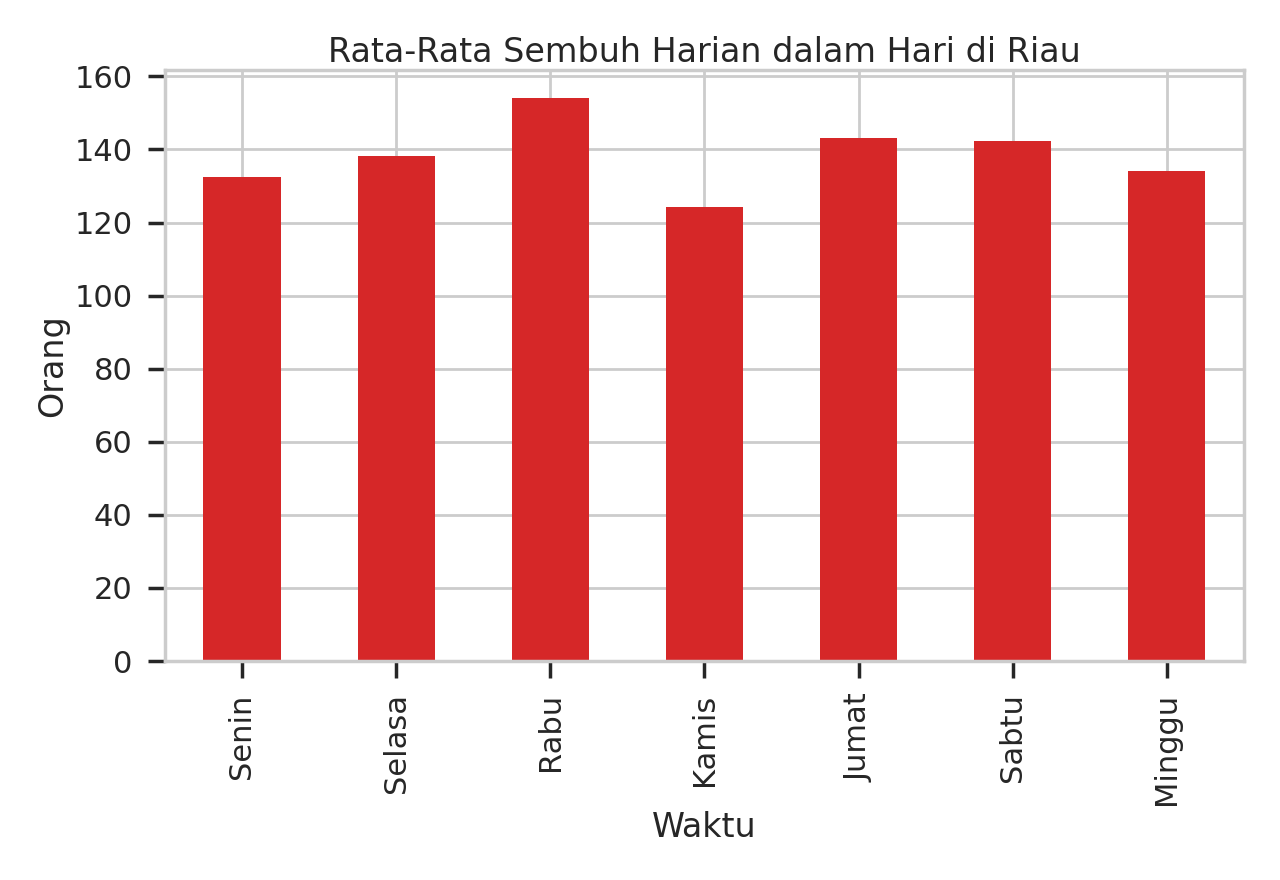 Rata-Rata Sembuh Harian dalam Hari di Riau
160
140
120
100
80
60
40
20
0
Orang
Senin
Selasa
Rabu
Kamis
Jumat
Sabtu
Minggu
Waktu